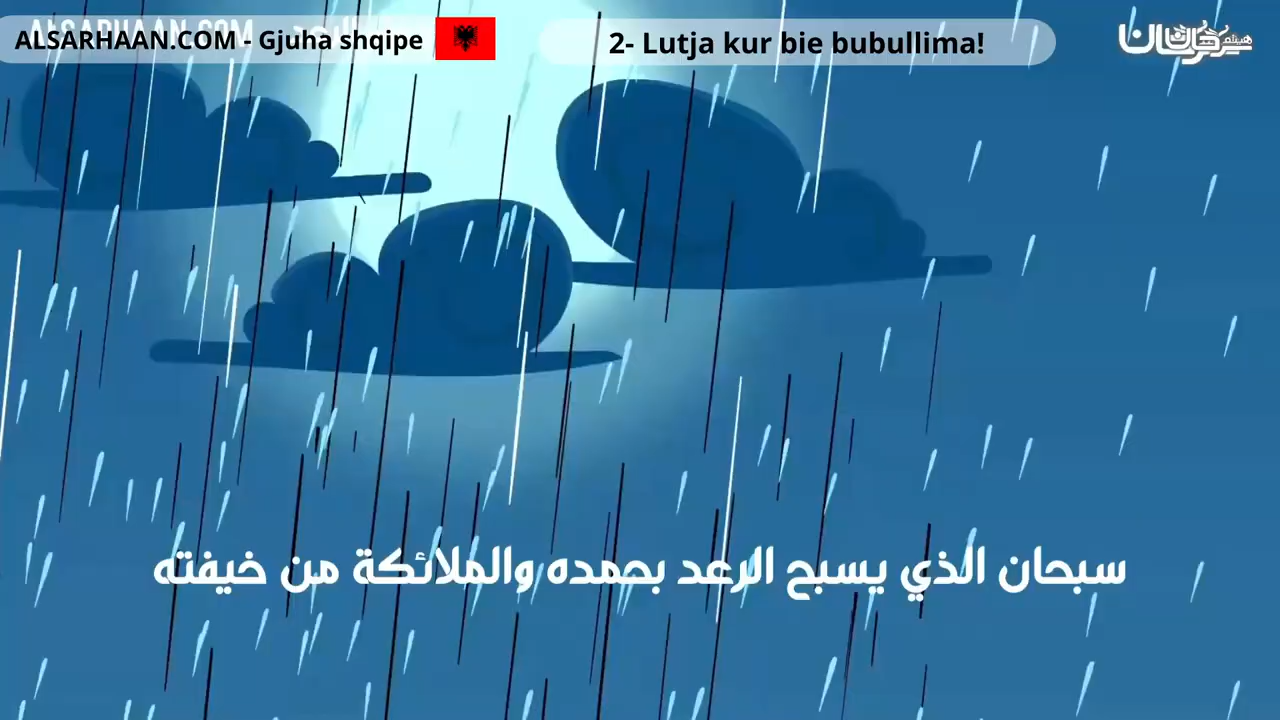 ALSARHAAN.COM - Gjuha shqipe
2- Lutja kur bie bubullima!
سبحان الذي يسبح الرعد بحمده والملائكة من خيفته